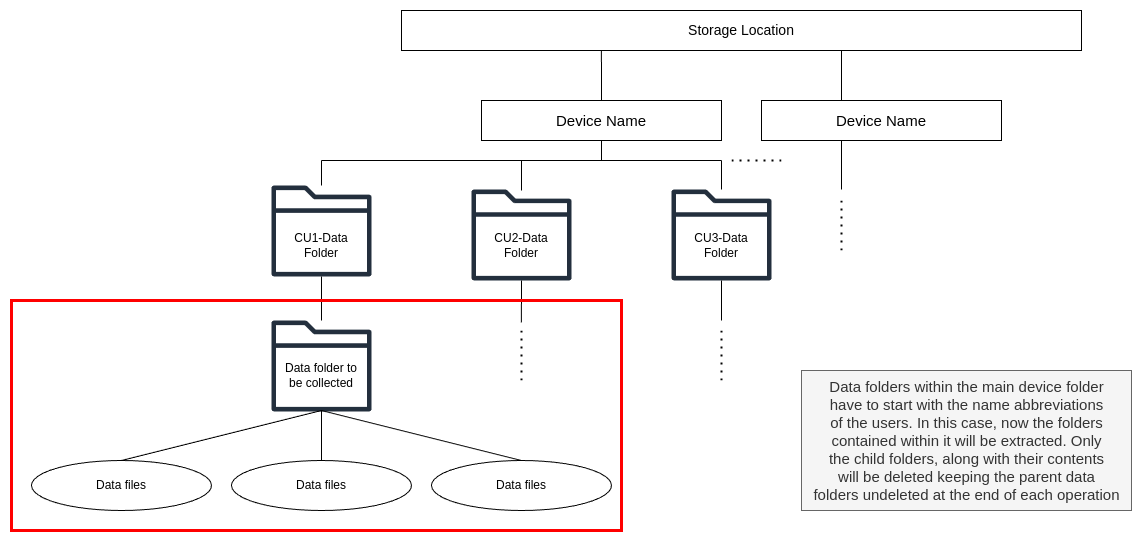 Storage Location
Device Name
Device Name
CU1-Data
Folder
CU2-Data
Folder
CU3-Data
Folder
Data folder to
be collected
Data files
Data files
Data files
Data folders within the main device folder
have to start with the name abbreviations
of the users. In this case, now the folders
contained within it will be extracted. Only
the child folders, along with their contents
will be deleted keeping the parent data
folders undeleted at the end of each operation